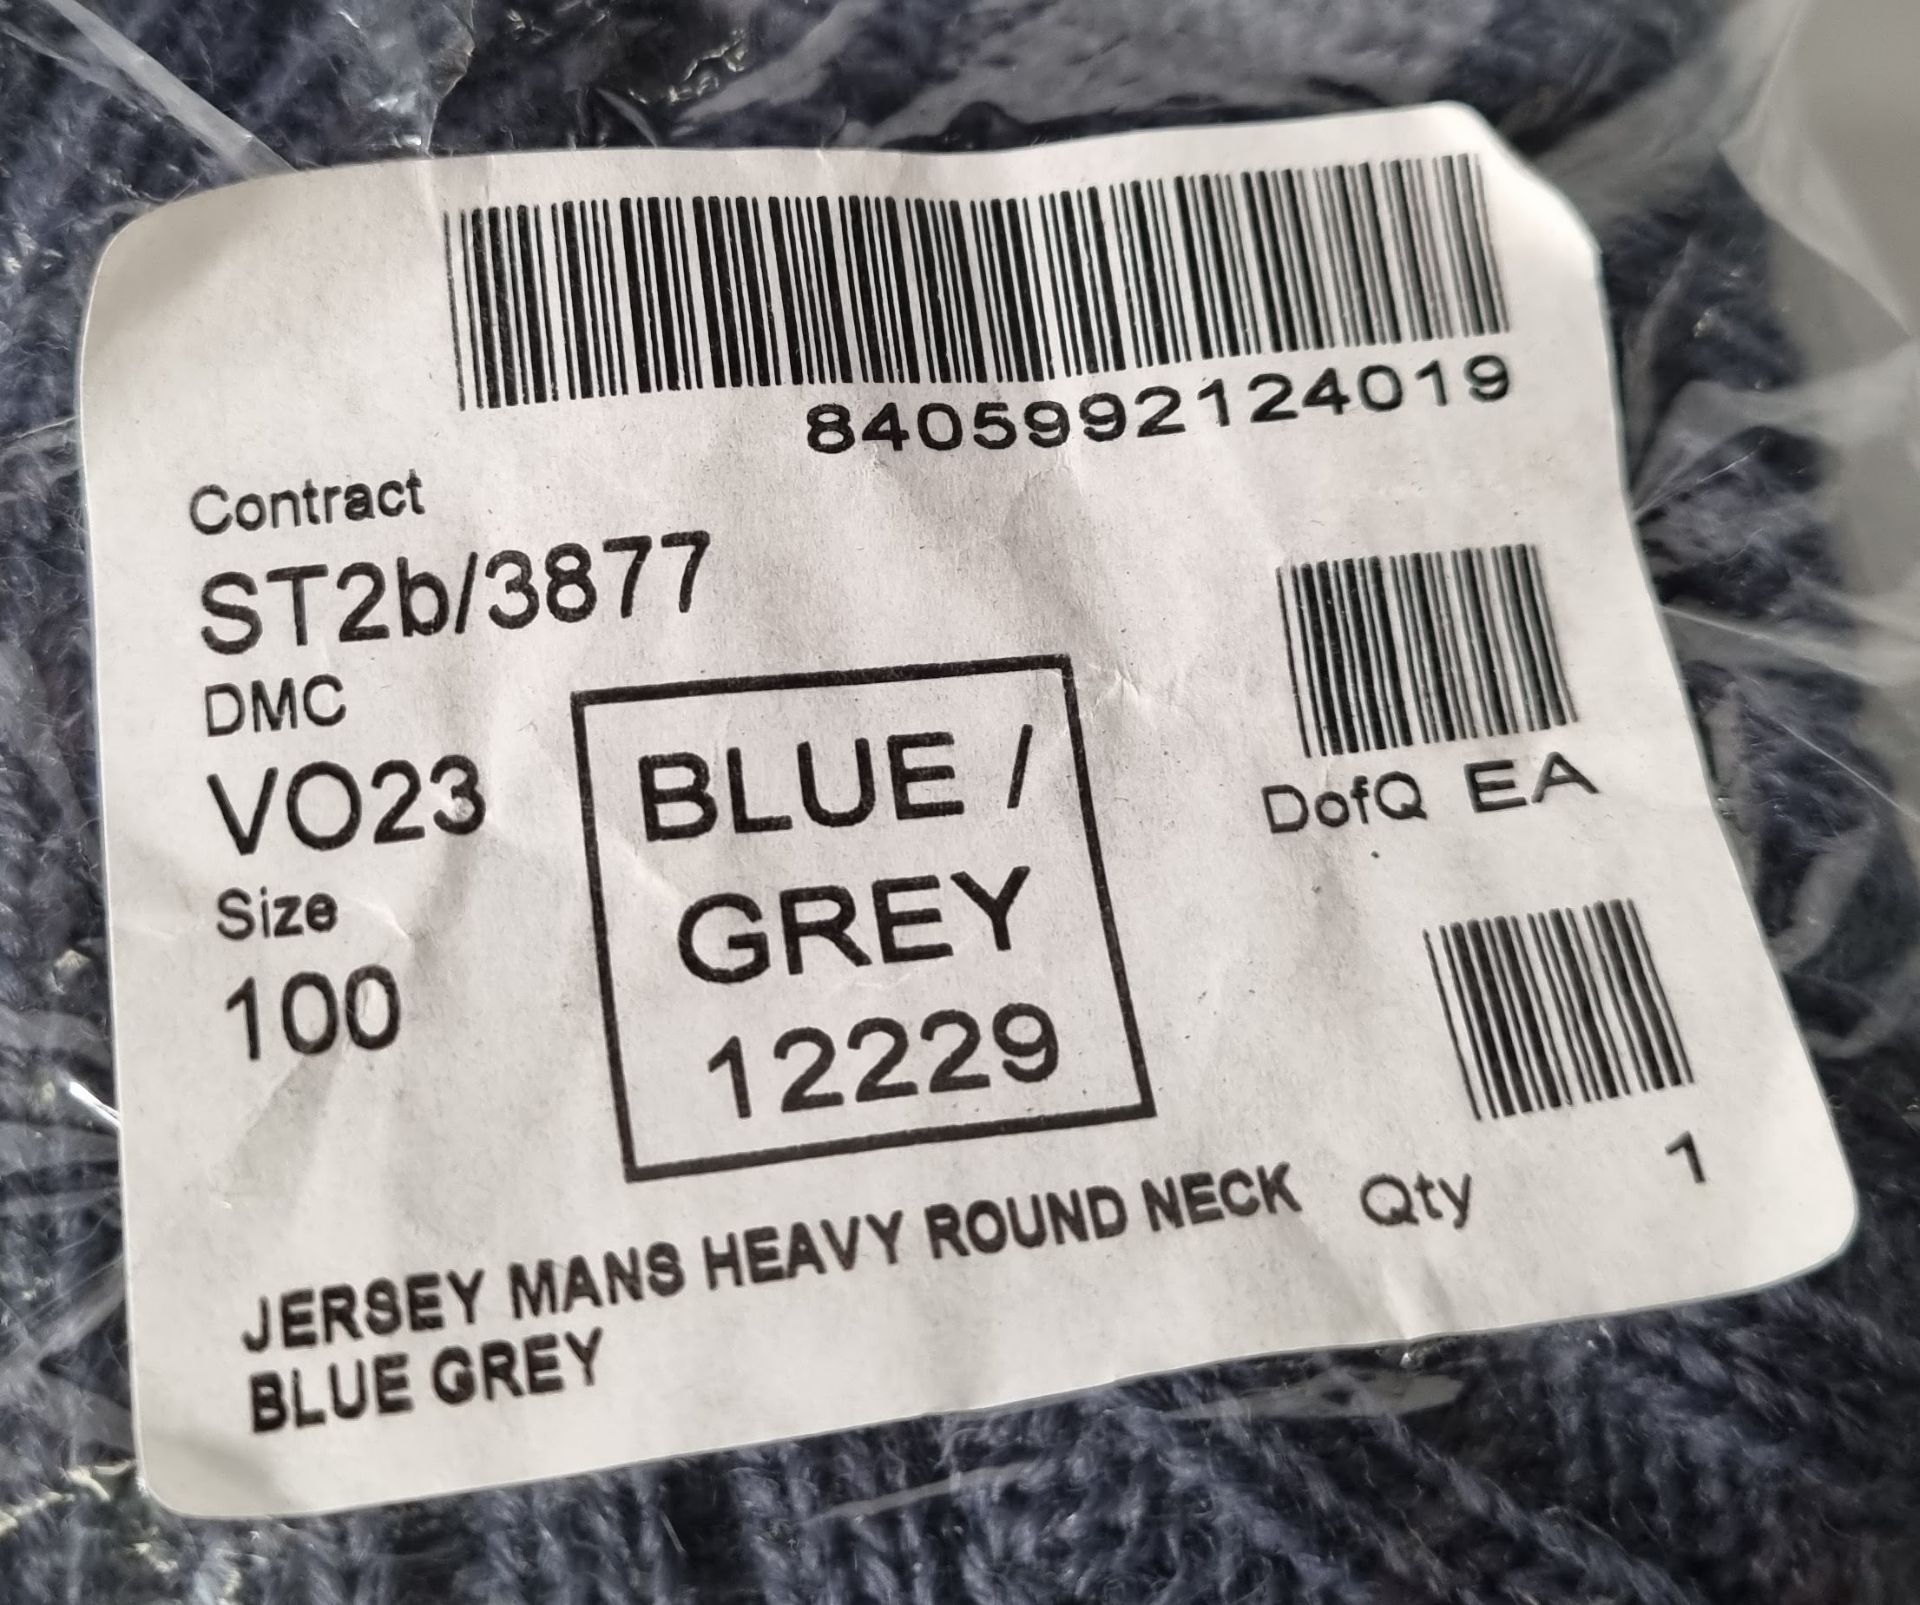 8405992124019
Contract
ST2b/3877
DMC
VO23
Size
100
BLUE /
GREY
12229
DofQ EA
Qty 1
JERSEY MANS HEAVY ROUND NECK
BLUE GREY